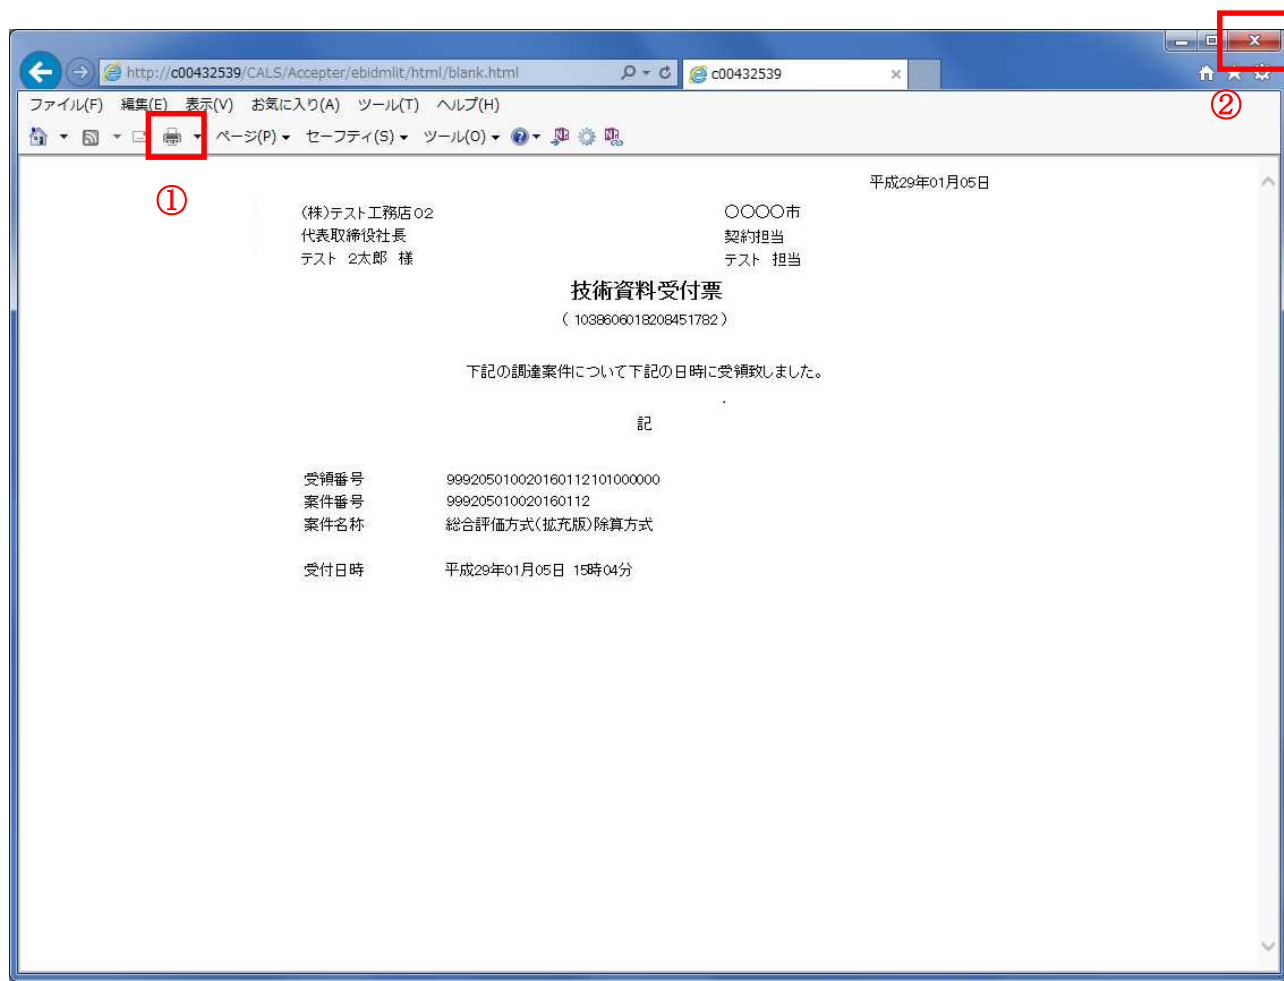 http://c00432539/CALS/Accepter/ebidmlit/html/blank.html
c00432539
ファイル(F) 編集(E) 表示(V) お気に入り(A) ツール(T) ヘルプ(H)
②
ページ(P) セーフティ(S) ツール(O)
①
平成29年01月05日
(株)テスト工務店02
〇〇〇〇市
代表取締役社長
契約担当
テスト 2太郎 様
テスト 担当
技術資料受付票
( 1038606018208451782 )
下記の調達案件について下記の日時に受領致しました。
記
受領番号 999205010020160112101000000
案件番号 999205010020160112
案件名称 総合評価方式(拡充版)除算方式
受付日時 平成29年01月05日 15時04分